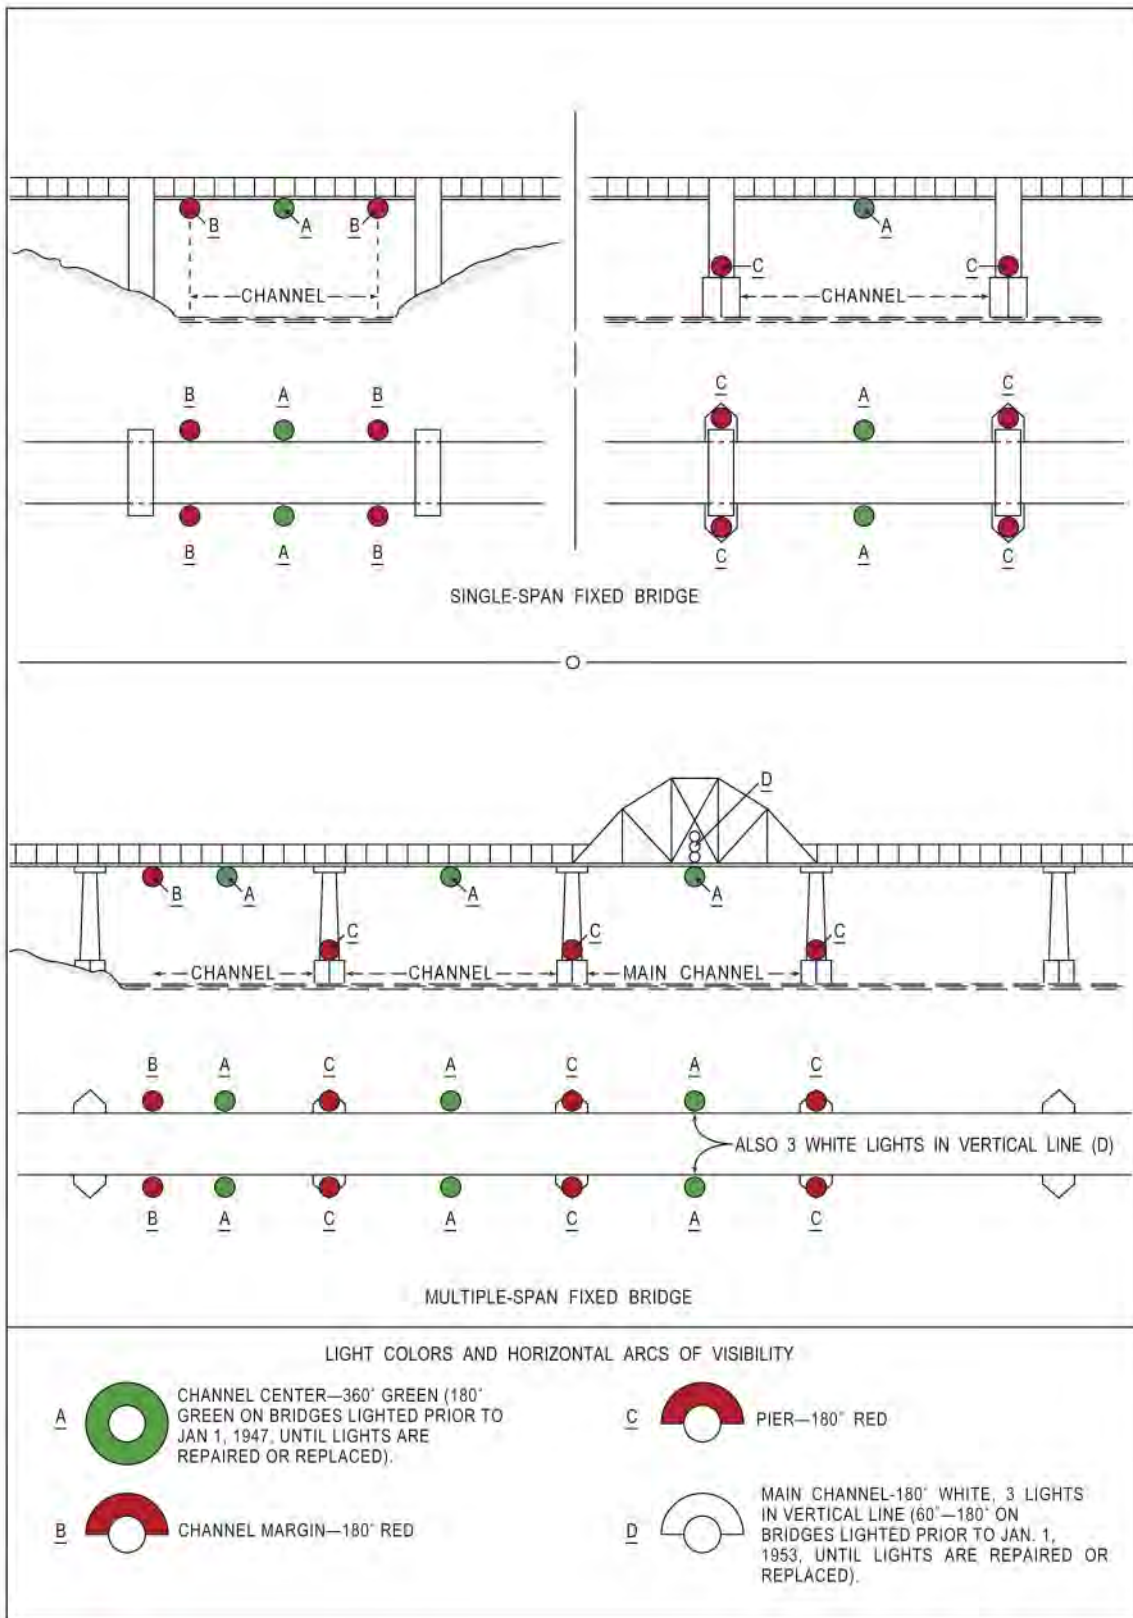 B A B A
C C
CHANNEL CHANNEL
B A B C A C
B A B C A C
SINGLE-SPAN FIXED BRIDGE
D
B A A A
C C C
CHANNEL CHANNEL MAIN CHANNEL
B A C A C A C
ALSO 3 WHITE LIGHTS IN VERTICAL LINE (D)
B A C A C A C
MULTIPLE-SPAN FIXED BRIDGE
LIGHT COLORS AND HORIZONTAL ARCS OF VISIBILITY
A
CHANNEL CENTER—360° GREEN (180°
GREEN ON BRIDGES LIGHTED PRIOR TO
JAN 1, 1947, UNTIL LIGHTS ARE
REPAIRED OR REPLACED).
B
CHANNEL MARGIN—180° RED
C
PIER—180° RED
D
MAIN CHANNEL-180° WHITE, 3 LIGHTS
IN VERTICAL LINE (60°—180° ON
BRIDGES LIGHTED PRIOR TO JAN. 1,
1953, UNTIL LIGHTS ARE REPAIRED OR
REPLACED).